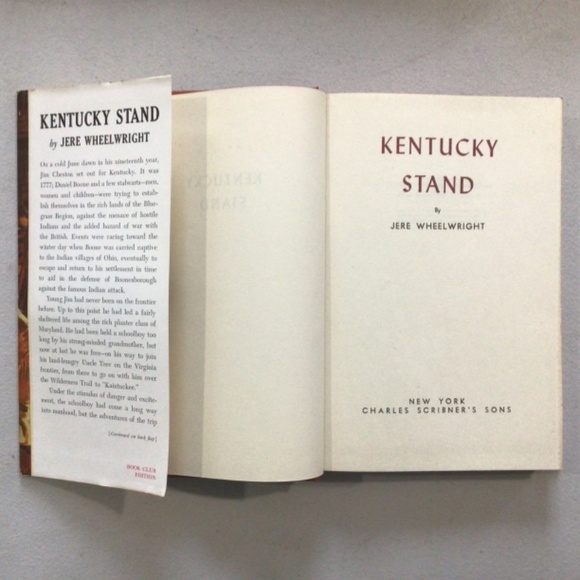 KENTUCKY STAND
by JERE WHEELWRIGHT
On a cold June dawn in his nineteenth year,
Jim Cheston set out for Kentucky. It was
1777; Daniel Boone and a few stalwarts—men,
women and children—were trying to estab-
lish themselves in the rich lands of the Blue-
grass Region, against the menace of hostile
Indians and the added hazard of war with
the British. Events were racing toward the
winter day when Boone was carried captive
to the Indian villages of Ohio, eventually to
escape and return to his settlement in time
to aid in the defense of Boonesborough
against the famous Indian attack.
Young Jim had never been on the frontier
before. Up to this point he had led a fairly
sheltered life among the rich planter class of
Maryland. He had been held a schoolboy too
long by his strong-minded grandmother, but
now at last he was free—on his way to join
his land-hungry Uncle Trev on the Virginia
frontier, from there to go on with him over
the Wilderness Trail to "Kaintuckee."
Under the stimulus of danger and excite-
ment, the schoolboy had come a long way
into manhood, but the adventures of the trip
(Continued on back flap)
BOOK CLUB
EDITION
KENTUCKY
STAND
KENTUCKY
STAND
By
JERE WHEELWRIGHT
NEW YORK
CHARLES SCRIBNER'S SONS